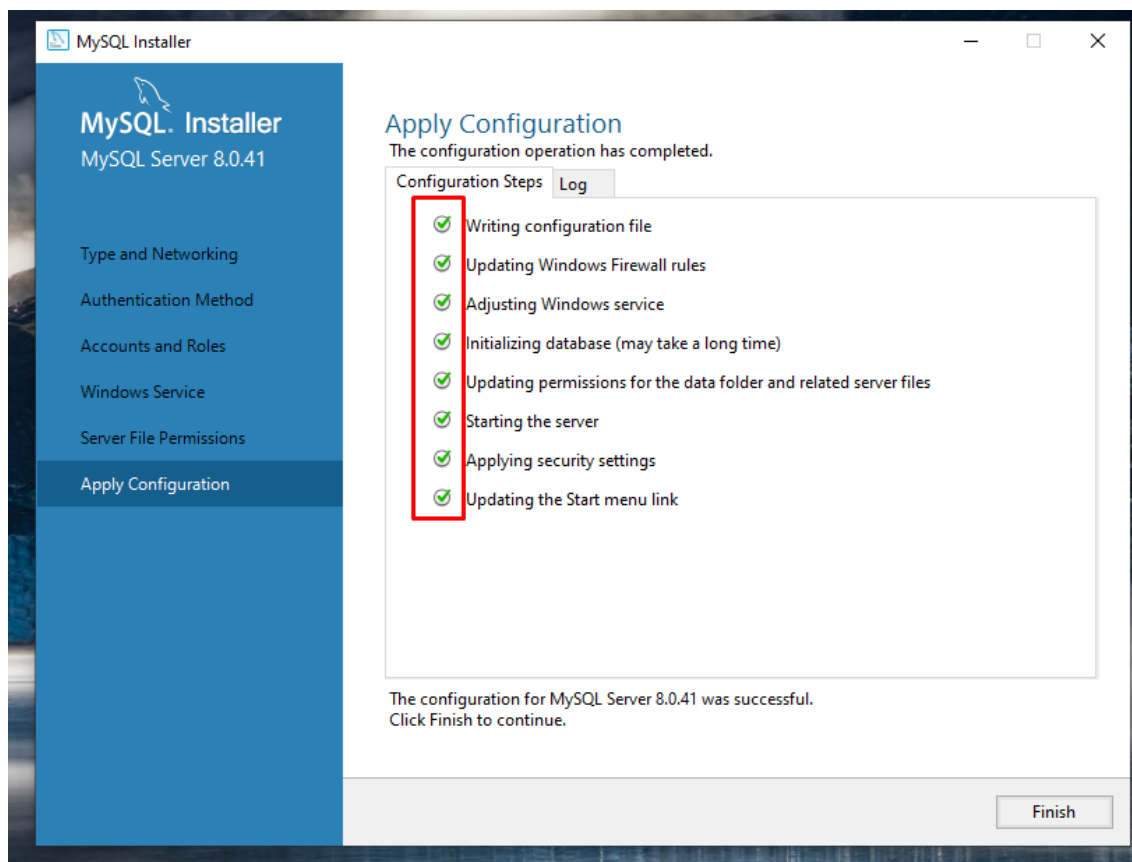 MySQL Installer
MySQL. Installer
MySQL Server 8.0.41
Type and Networking
Authentication Method
Accounts and Roles
Windows Service
Server File Permissions
Apply Configuration
Apply Configuration
The configuration operation has completed.
Configuration Steps Log
Writing configuration file
Updating Windows Firewall rules
Adjusting Windows service
Initializing database (may take a long time)
Updating permissions for the data folder and related server files
Starting the server
Applying security settings
Updating the Start menu link
The configuration for MySQL Server 8.0.41 was successful.
Click Finish to continue.
Finish